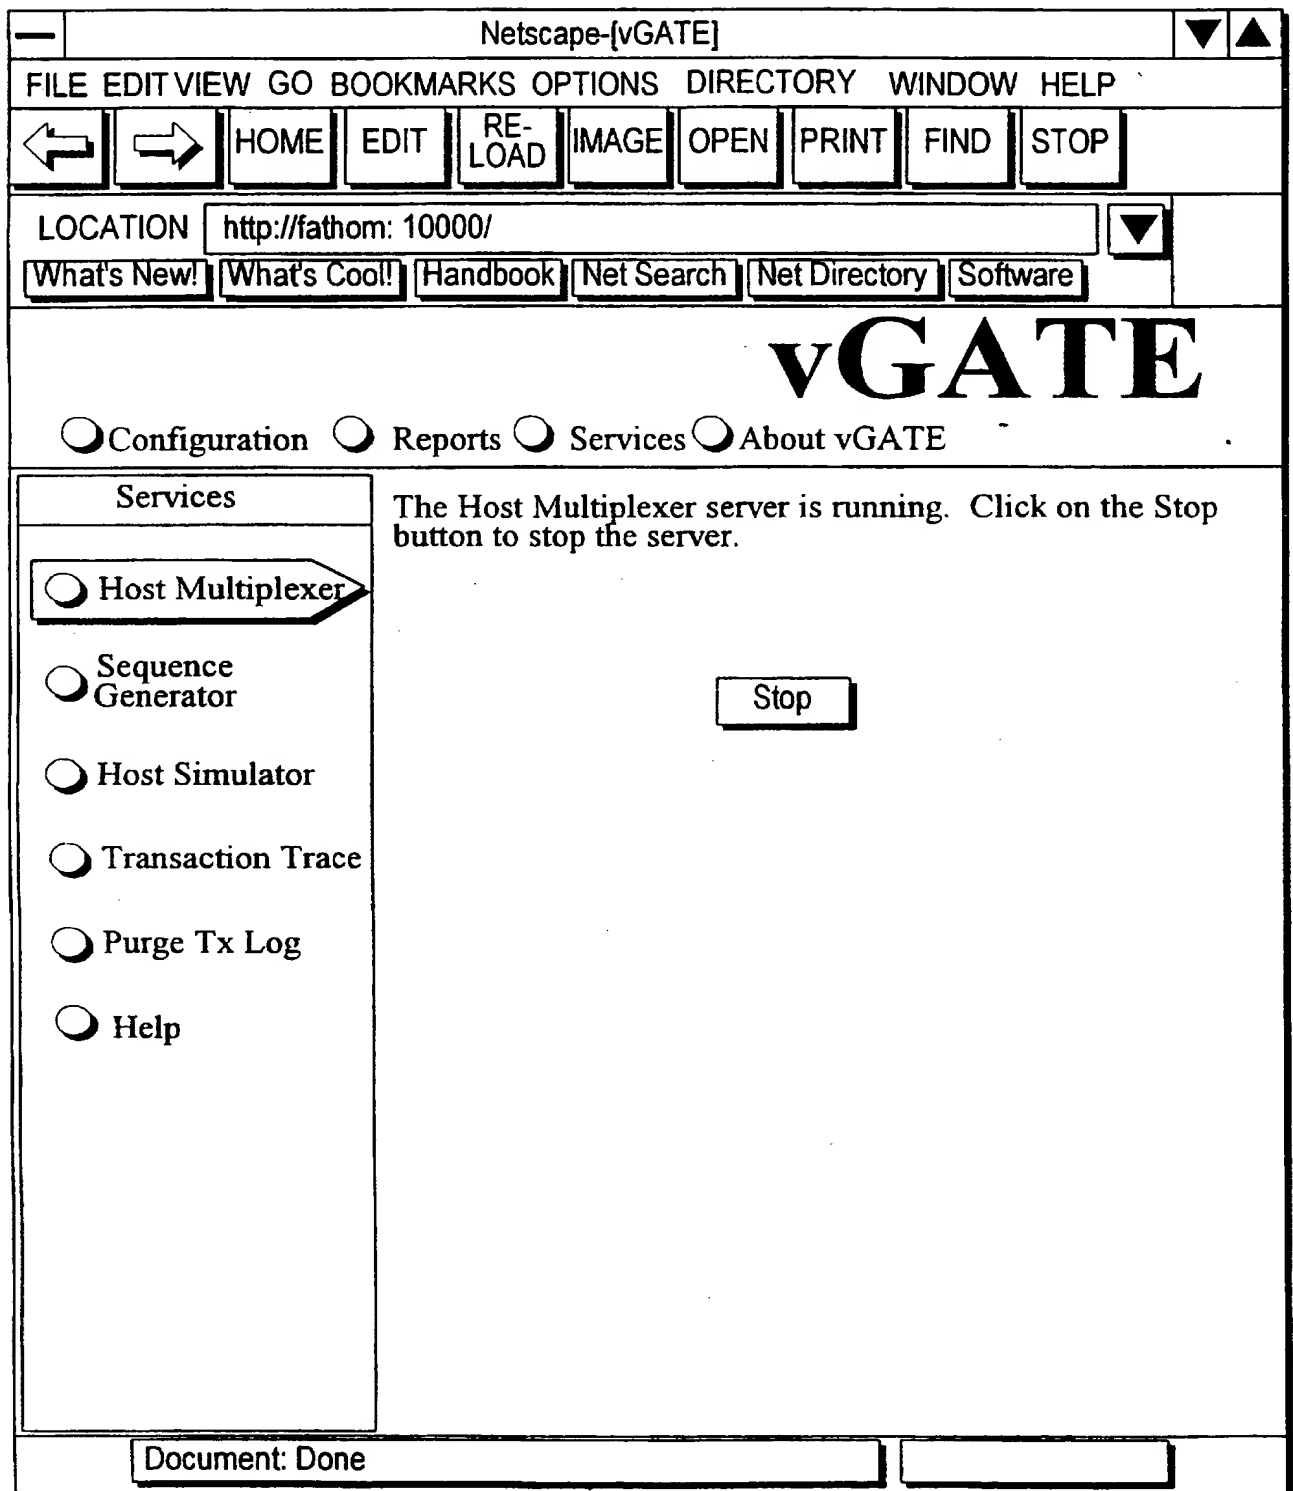 Netscape-[vGATE]
FILE EDIT VIEW GO BOOKMARKS OPTIONS DIRECTORY WINDOW HELP
HOME EDIT RE-LOAD IMAGE OPEN PRINT FIND STOP
LOCATION http://fathom: 10000/
What's New! What's Cool! Handbook Net Search Net Directory Software
vGATE
Configuration Reports Services About vGATE
Services
The Host Multiplexer server is running. Click on the Stop
button to stop the server.
Host Multiplexer
Sequence
Generator
Stop
Host Simulator
Transaction Trace
Purge Tx Log
Help
Document: Done